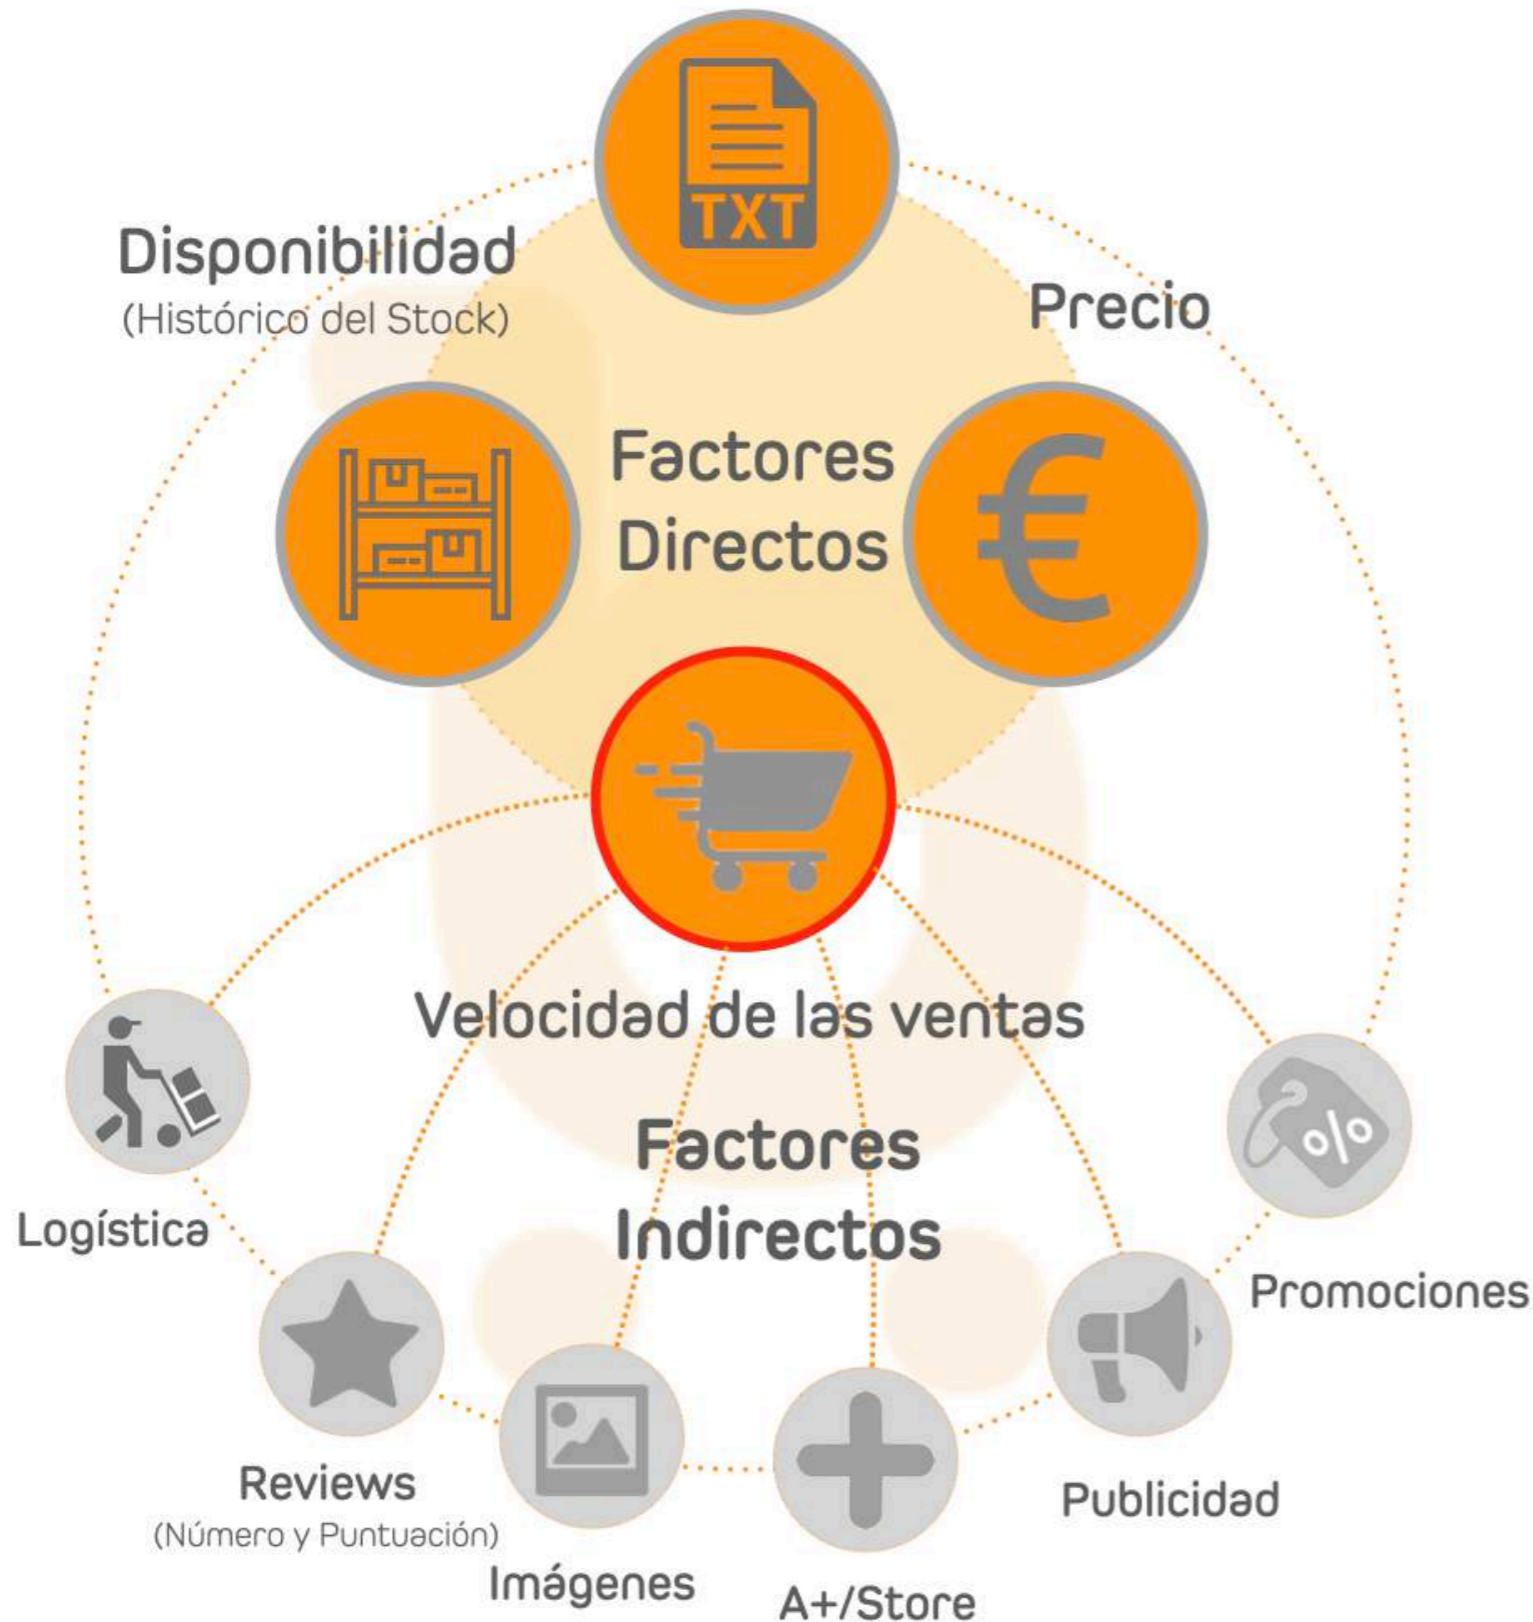 TXT
Disponibilidad
(Histórico del Stock)
Precio
Factores
Directos
€
Velocidad de las ventas
Factores
Indirectos
%
Logística
Promociones
Reviews
(Número y Puntuación)
Publicidad
Imágenes
A+/Store